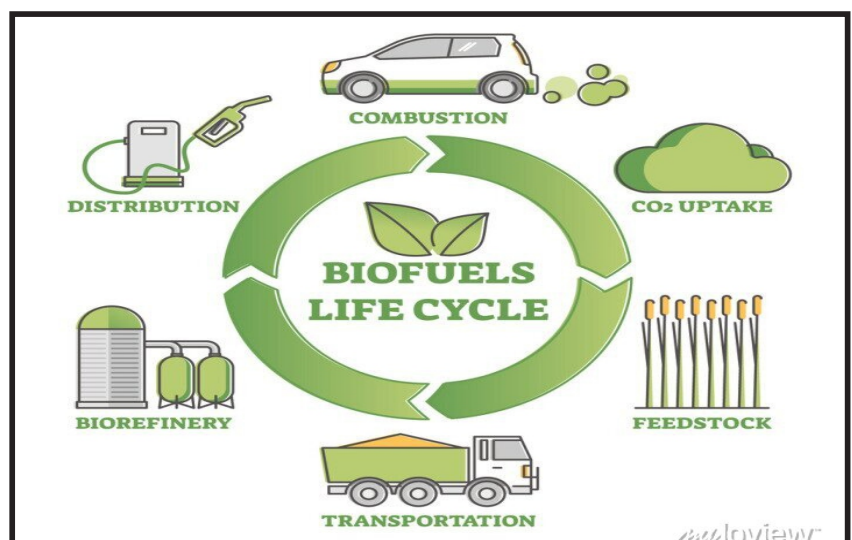 COMBUSTION
DISTRIBUTION
CO2 UPTAKE
BIOFUELS
LIFE CYCLE
BIOREFINERY
FEEDSTOCK
TRANSPORTATION